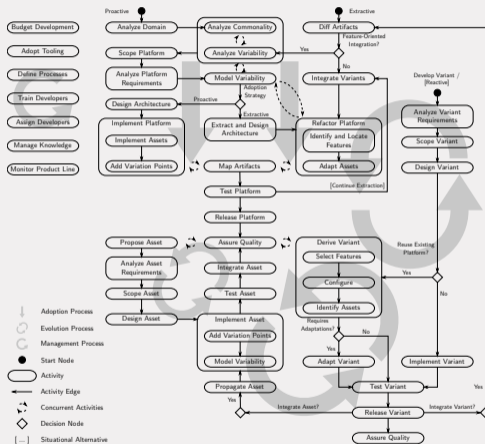 Proactive
Extractive
Budget Development
Analyze Domain
Analyze Commonality
Diff Artifacts
Feature-Oriented
Integration?
Adopt Tooling
Scope Platform
Analyze Variability
Yes
No
Define Processes
Analyze Platform
Requirements
Model Variability
Integrate Variants
Develop Variant /
[Reactive]
Adoption
Strategy
Train Developers
Design Architecture
Proactive
Extractive
Analyze Variant
Requirements
Assign Developers
Implement Platform
Extract and Design
Architecture
Refactor Platform
Implement Assets
Identify and Locate
Features
Scope Variant
Manage Knowledge
Add Variation Points
Adapt Assets
Design Variant
Monitor Product Line
Map Artifacts
Test Platform
[Continue Extraction]
Release Platform
Propose Asset
Assure Quality
Derive Variant
Reuse Existing
Platform?
Select Features
Analyze Asset
Requirements
Integrate Asset
Configure
Yes
No
Scope Asset
Test Asset
Identify Assets
Adoption Process
Design Asset
Implement Asset
Requires
Adaptations?
Evolution Process
Add Variation Points
No
Management Process
Yes
Start Node
Model Variability
Adapt Variant
Implement Variant
Activity
Propagate Asset
Test Variant
Activity Edge
Yes
Yes
Concurrent Activities
Integrate Asset?
Release Variant
Integrate Variant?
Decision Node
[...] Situational Alternative
Assure Quality